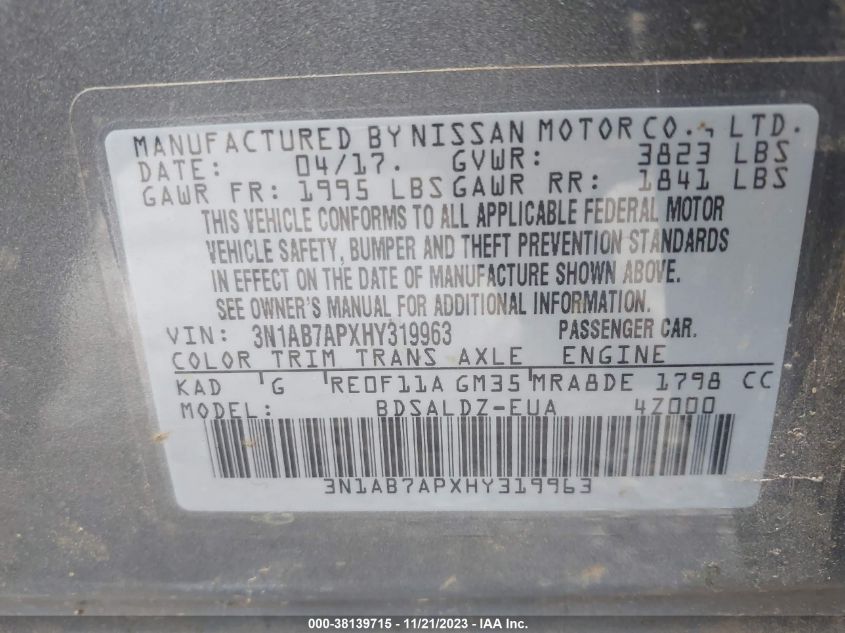 MANUFACTURED BY NISSAN MOTOR CO., LTD.
DATE: 04/17. GVWR: 3823 LBS
GAWR FR: 1995 LBS GAWR RR: 1841 LBS
THIS VEHICLE CONFORMS TO ALL APPLICABLE FEDERAL MOTOR
VEHICLE SAFETY, BUMPER AND THEFT PREVENTION STANDARDS
IN EFFECT ON THE DATE OF MANUFACTURE SHOWN ABOVE.
SEE OWNER'S MANUAL FOR ADDITIONAL INFORMATION.
VIN: 3N1AB7APXHY319963 PASSENGER CAR.
COLOR TRIM TRANS AXLE ENGINE
KAD G RE0F11A GM35 MRA8DE 1798 CC
MODEL: BDSALDZ-EUA 4Z000
3N1AB7APXHY319963
000-38139715 - 11/21/2023 - IAA Inc.